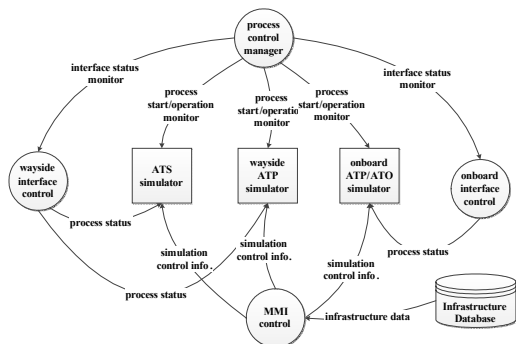 process
control
manager
interface status
monitor
interface status
monitor
process
start/operation
monitor
process
start/operation
monitor
process
start/operation
monitor
wayside
interface
control
ATS
simulator
wayside
ATP
simulator
onboard
ATP/ATO
simulator
onboard
interface
control
process status
simulation
control info.
simulation
control info.
process status
simulation
control info.
process status
MMI
control
infrastructure data
Infrastructure
Database